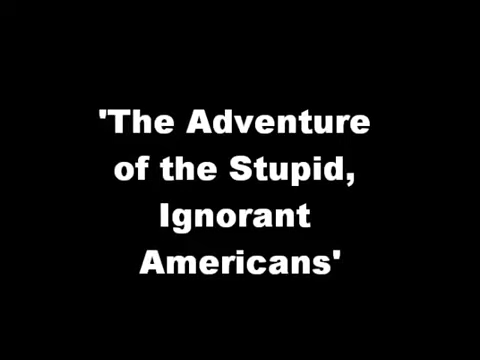 'The Adventure
of the Stupid,
Ignorant
Americans'